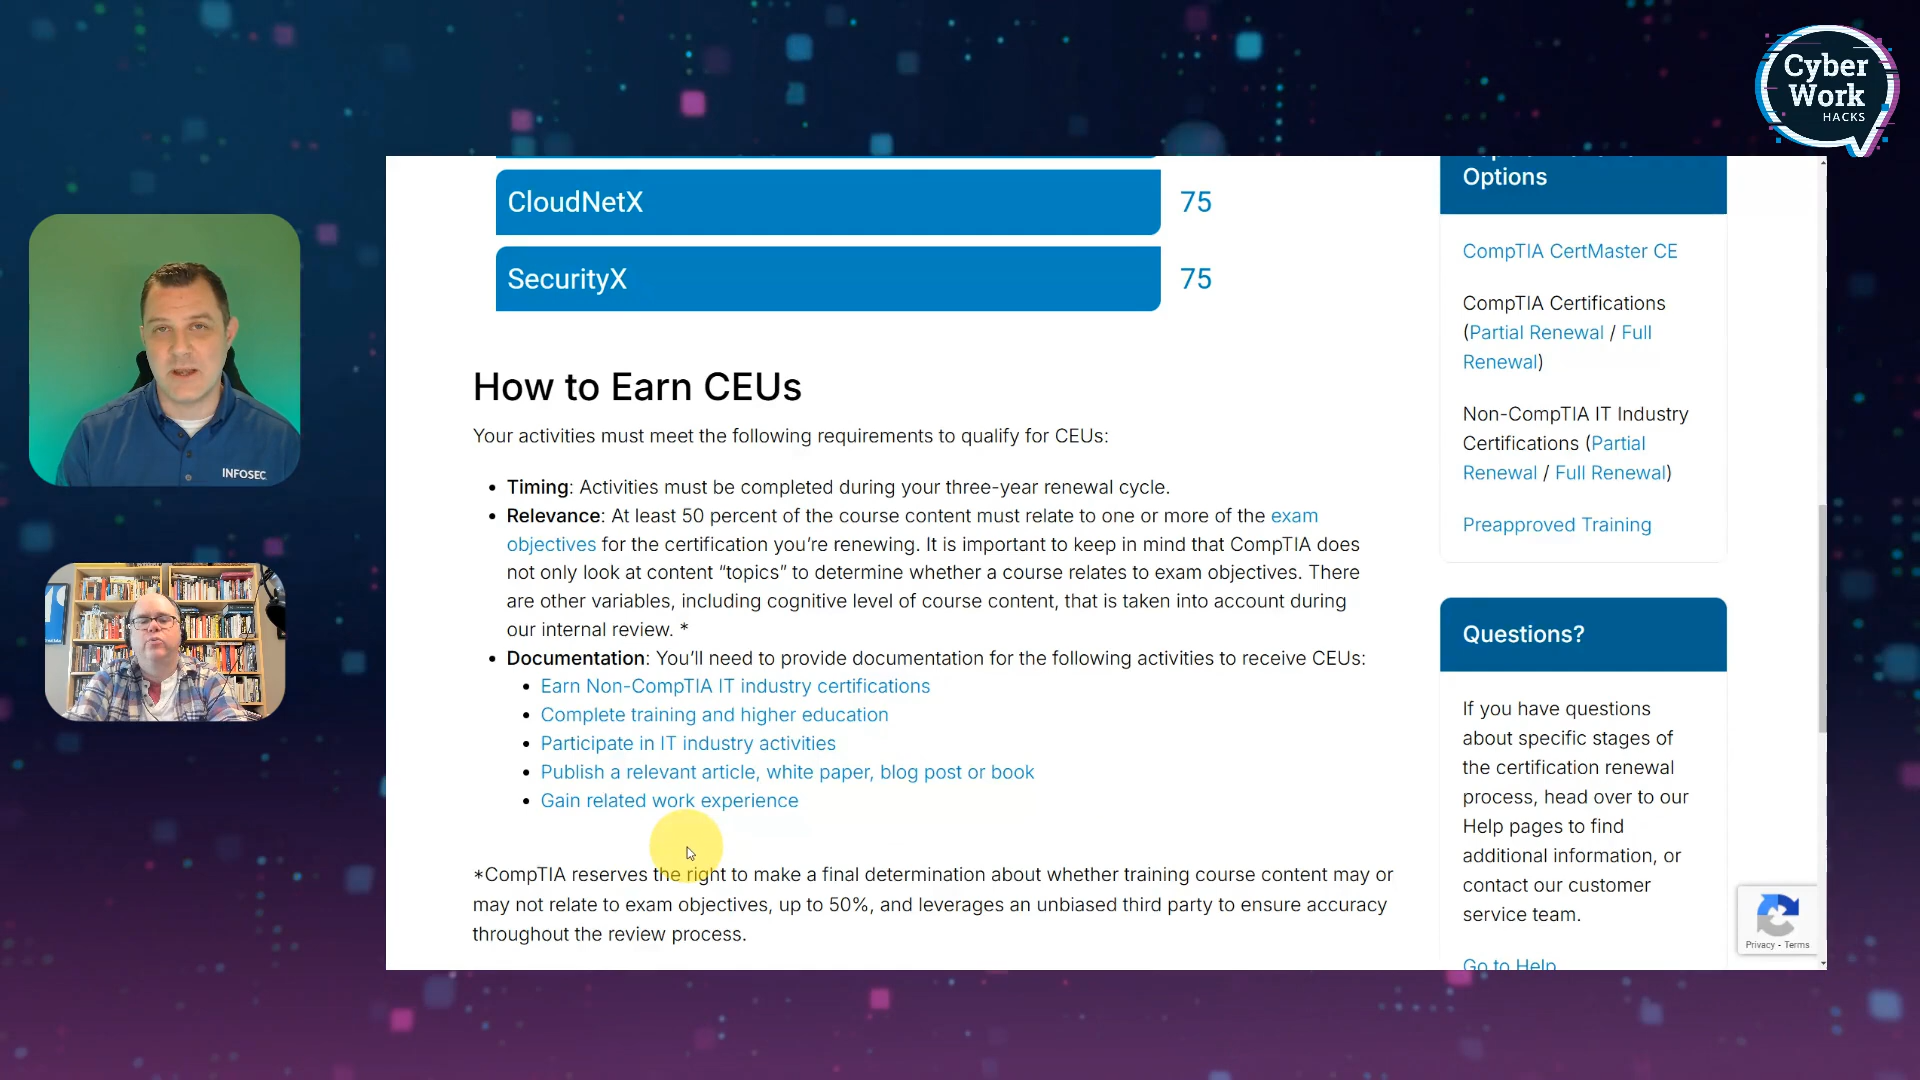 Cyber
Work
HACKS
CloudNetX 75
SecurityX 75
How to Earn CEUs
Your activities must meet the following requirements to qualify for CEUs:
• Timing: Activities must be completed during your three-year renewal cycle.
• Relevance: At least 50 percent of the course content must relate to one or more of the exam
objectives for the certification you’re renewing. It is important to keep in mind that CompTIA does
not only look at content “topics” to determine whether a course relates to exam objectives. There
are other variables, including cognitive level of course content, that is taken into account during
our internal review. *
• Documentation: You’ll need to provide documentation for the following activities to receive CEUs:
• Earn Non-CompTIA IT industry certifications
• Complete training and higher education
• Participate in IT industry activities
• Publish a relevant article, white paper, blog post or book
• Gain related work experience
*CompTIA reserves the right to make a final determination about whether training course content may or
may not relate to exam objectives, up to 50%, and leverages an unbiased third party to ensure accuracy
throughout the review process.
Options
CompTIA CertMaster CE
CompTIA Certifications
(Partial Renewal / Full
Renewal)
Non-CompTIA IT Industry
Certifications (Partial
Renewal / Full Renewal)
Preapproved Training
Questions?
If you have questions
about specific stages of
the certification renewal
process, head over to our
Help pages to find
additional information, or
contact our customer
service team.
Go to Help
Privacy - Terms
INFOSEC